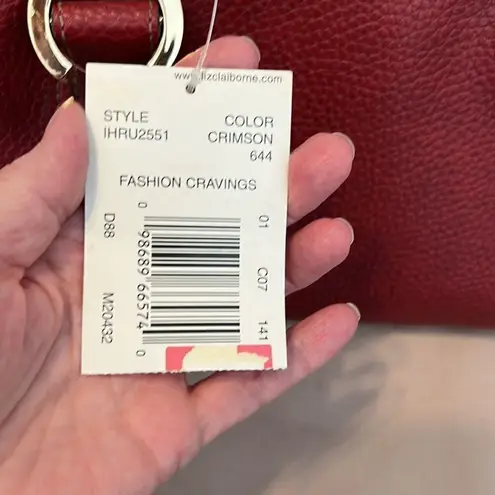 www.lizclaiborne.com
STYLE COLOR
IHRU2551 CRIMSON
644
FASHION CRAVINGS
0 98689 66574 0
D88 M20432
01 C07 141